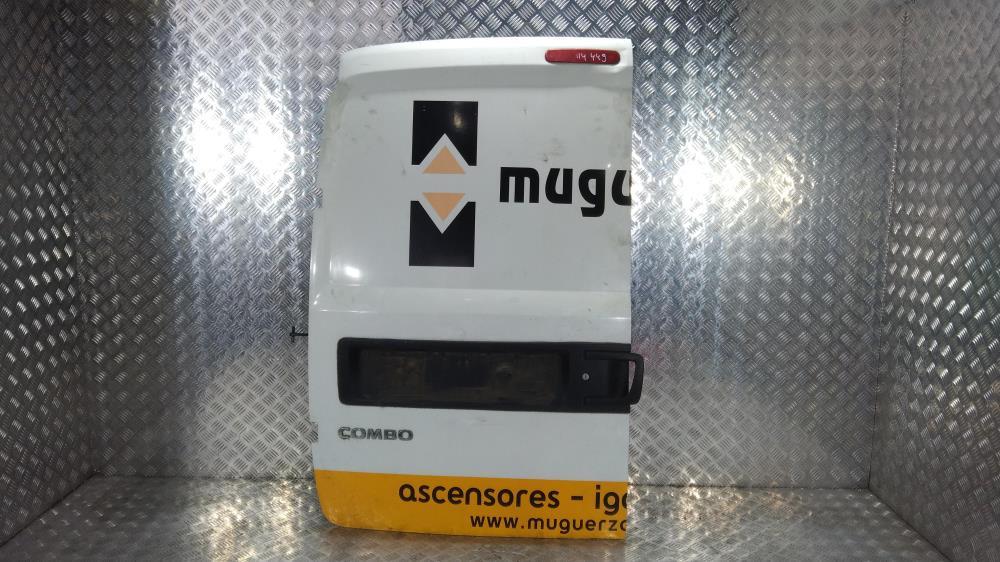 114 449
mugu
COMBO
ascensores - ig
www.muguerz